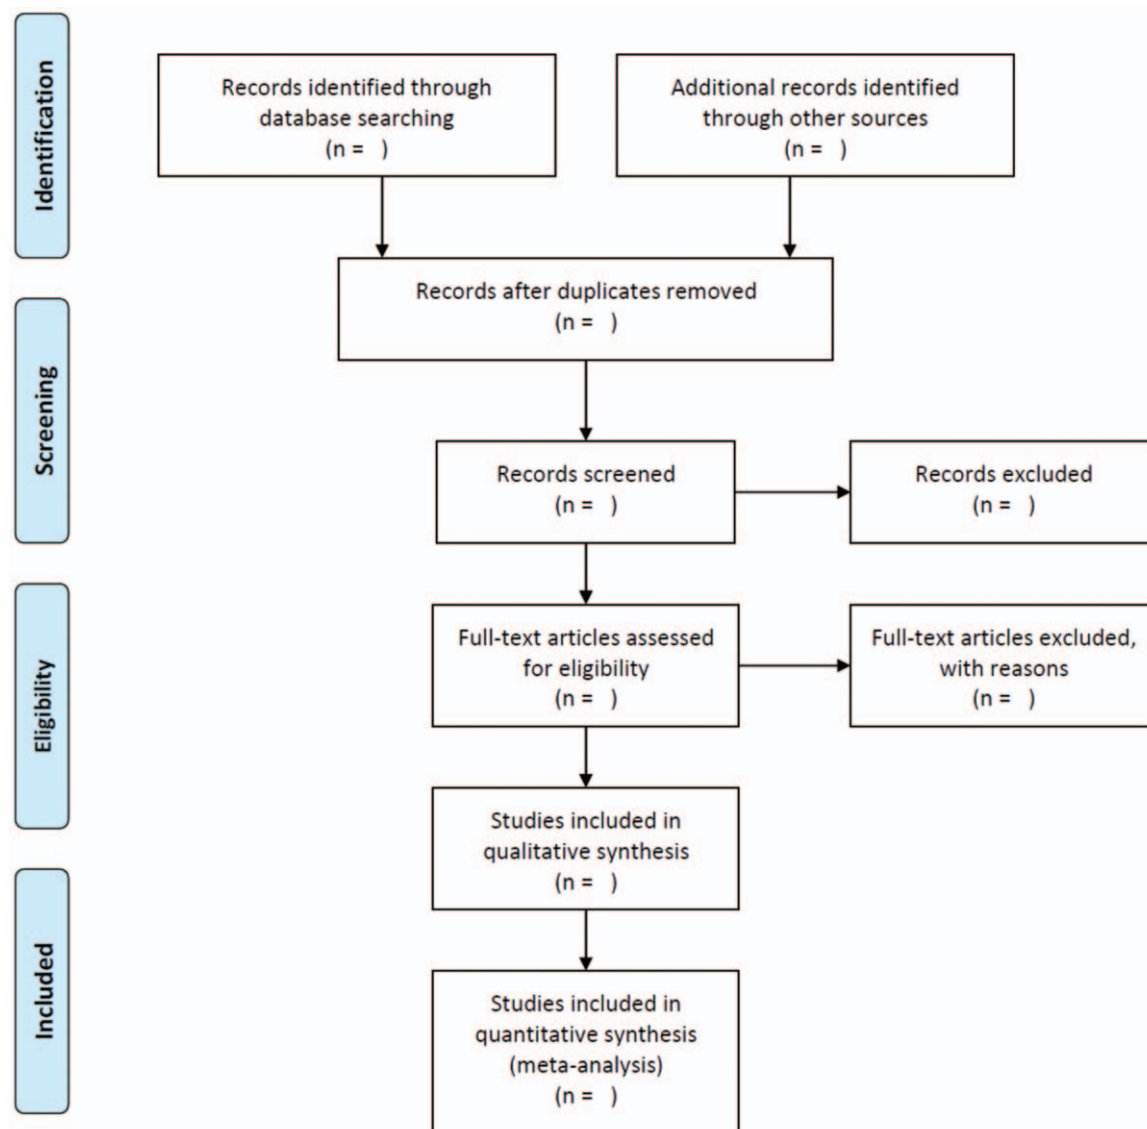 Identification
Records identified through
database searching
(n =   )
Additional records identified
through other sources
(n =   )
Records after duplicates removed
(n =   )
Screening
Records screened
(n =   )
Records excluded
(n =   )
Eligibility
Full-text articles assessed
for eligibility
(n =   )
Full-text articles excluded,
with reasons
(n =   )
Studies included in
qualitative synthesis
(n =   )
Included
Studies included in
quantitative synthesis
(meta-analysis)
(n =   )